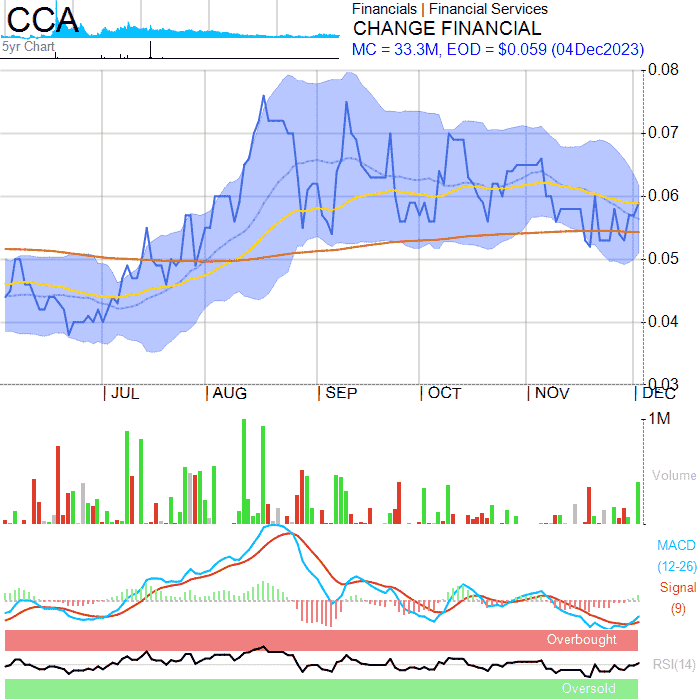 CCA
5yr Chart
Financials | Financial Services
CHANGE FINANCIAL
MC = 33.3M, EOD = $0.059 (04Dec2023)
0.08
0.07
0.06
0.05
0.04
0.03
JUL AUG SEP OCT NOV DEC
1M
Volume
MACD
(12-26)
Signal
(9)
Overbought
RSI(14)
Oversold